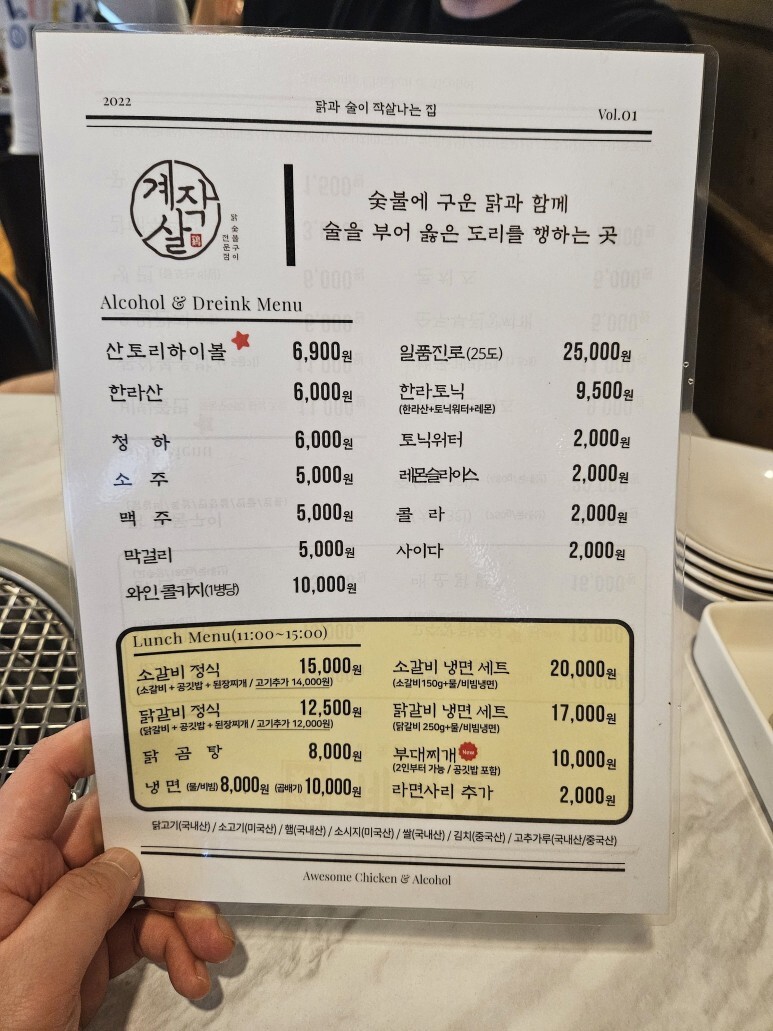 2022
닭과 술이 작살나는 집
Vol.01
계작살
닭 숯불구이
전문점
숯불에 구운 닭과 함께
술을 부어 옳은 도리를 행하는 곳
Alcohol & Dreink Menu
산토리하이볼 6,900원
한라산 6,000원
청 하 6,000원
소 주 5,000원
맥 주 5,000원
막걸리 5,000원
와인 콜키지(1병당) 10,000원
일품진로(25도) 25,000원
한라토닉 9,500원
(한라산+토닉워터+레몬)
토닉워터 2,000원
레몬슬라이스 2,000원
콜 라 2,000원
사이다 2,000원
Lunch Menu(11:00~15:00)
소갈비 정식 15,000원
(소갈비 + 공깃밥 + 된장찌개 / 고기추가 14,000원)
닭갈비 정식 12,500원
(닭갈비 + 공깃밥 + 된장찌개 / 고기추가 12,000원)
닭 곰 탕 8,000원
냉 면 (물/비빔) 8,000원 (곱배기) 10,000원
소갈비 냉면 세트 20,000원
(소갈비150g+물/비빔냉면)
닭갈비 냉면 세트 17,000원
(닭갈비 250g+물/비빔냉면)
부대찌개 New 10,000원
(2인부터 가능 / 공깃밥 포함)
라면사리 추가 2,000원
닭고기(국내산) / 소고기(미국산) / 햄(국내산) / 소시지(미국산) / 쌀(국내산) / 김치(중국산) / 고추가루(국내산/중국산)
Awesome Chicken & Alcohol